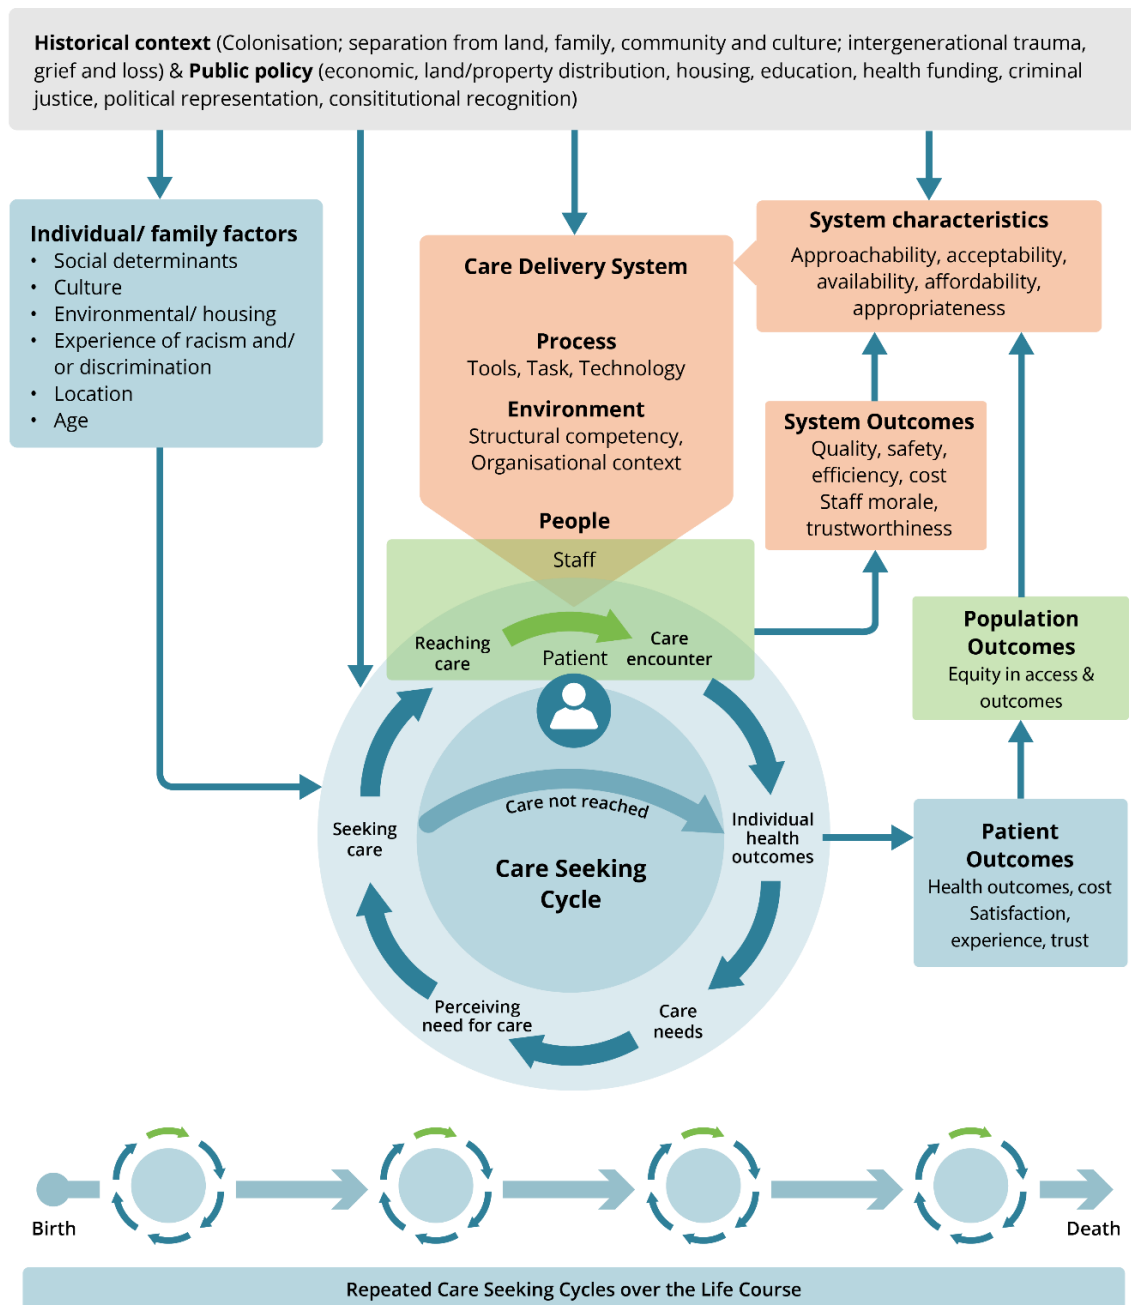 Historical context (Colonisation; separation from land, family, community and culture; intergenerational trauma,
grief and loss) & Public policy (economic, land/property distribution, housing, education, health funding, criminal
justice, political representation, consititutional recognition)
Individual/ family factors
• Social determinants
• Culture
• Environmental/ housing
• Experience of racism and/
or discrimination
• Location
• Age
Care Delivery System
Process
Tools, Task, Technology
Environment
Structural competency,
Organisational context
People
Staff
System characteristics
Approachability, acceptability,
availability, affordability,
appropriateness
System Outcomes
Quality, safety,
efficiency, cost
Staff morale,
trustworthiness
Population
Outcomes
Equity in access &
outcomes
Patient
Outcomes
Health outcomes, cost
Satisfaction,
experience, trust
Reaching
care
Patient
Care
encounter
Care not reached
Seeking
care
Individual
health
outcomes
Care Seeking
Cycle
Perceiving
need for care
Care
needs
Birth
Death
Repeated Care Seeking Cycles over the Life Course